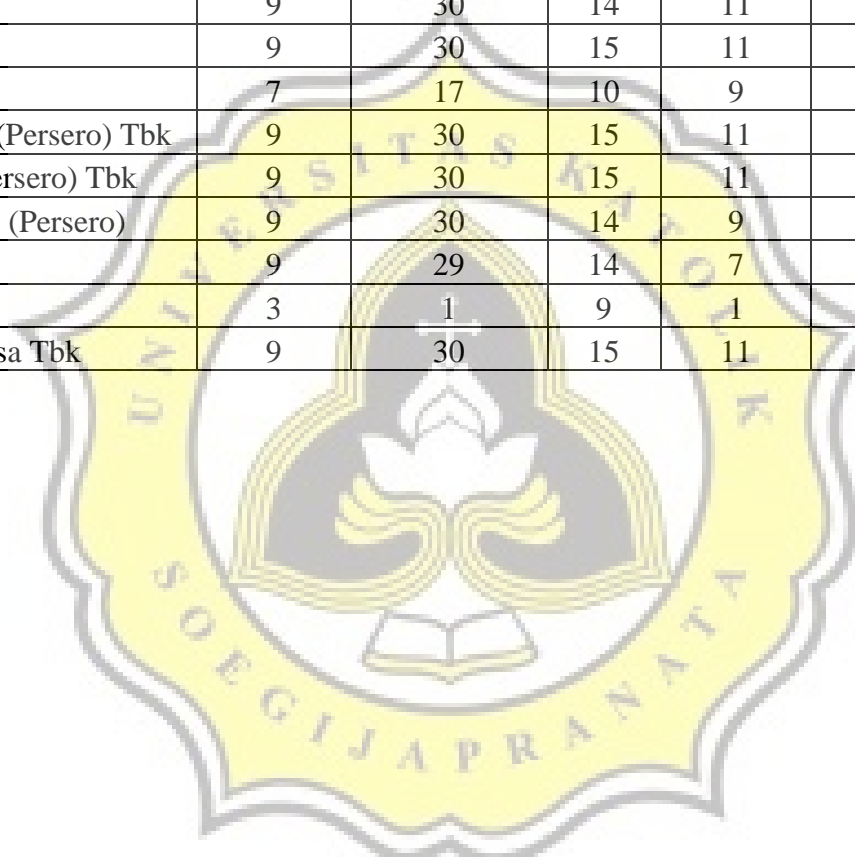 9 30 14 11
9 30 15 11
7 17 10 9
(Persero) Tbk 9 30 15 11
ersero) Tbk 9 30 15 11
(Persero) 9 30 14 9
9 29 14 7
3 1 9 1
sa Tbk 9 30 15 11
UNIVERSITAS KATOLIK
SOEGIJAPRANATA